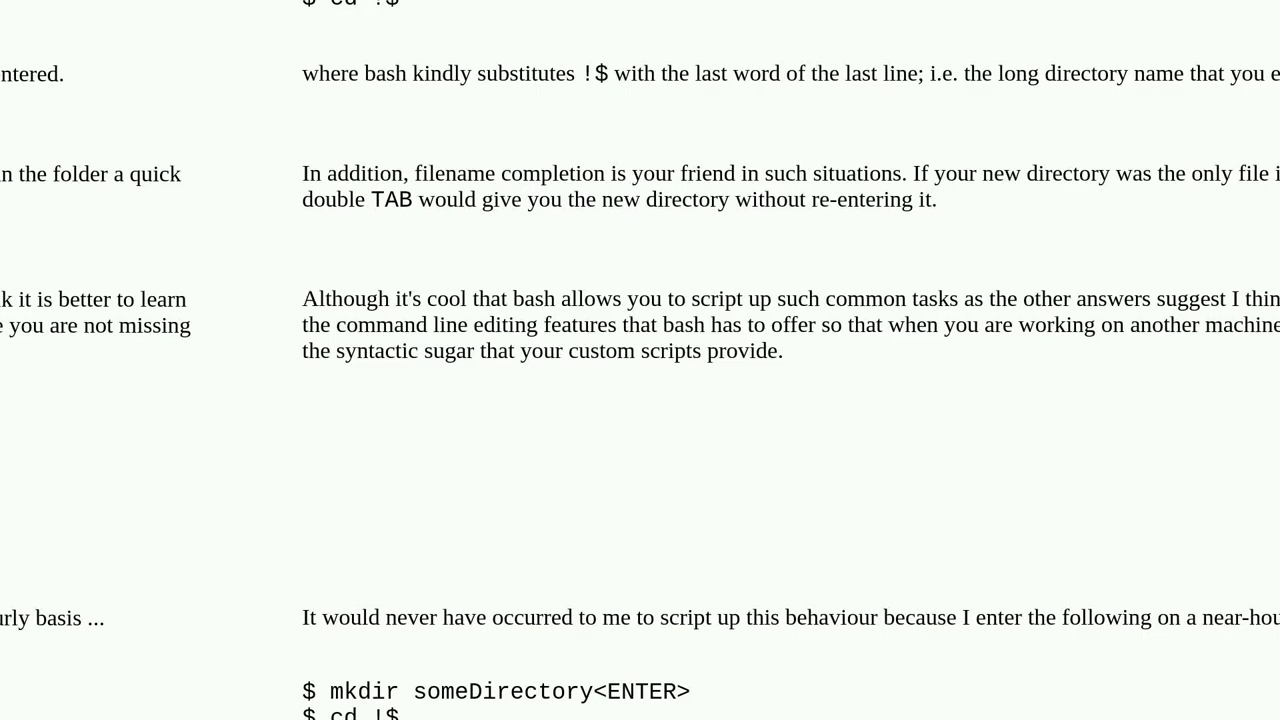 $ cd !$
ntered.
where bash kindly substitutes !$ with the last word of the last line; i.e. the long directory name that you e
n the folder a quick
In addition, filename completion is your friend in such situations. If your new directory was the only file i
double TAB would give you the new directory without re-entering it.
k it is better to learn
e you are not missing
Although it's cool that bash allows you to script up such common tasks as the other answers suggest I thin
the command line editing features that bash has to offer so that when you are working on another machine
the syntactic sugar that your custom scripts provide.
urly basis ...
It would never have occurred to me to script up this behaviour because I enter the following on a near-hou
$ mkdir someDirectory<ENTER>
$ cd !$